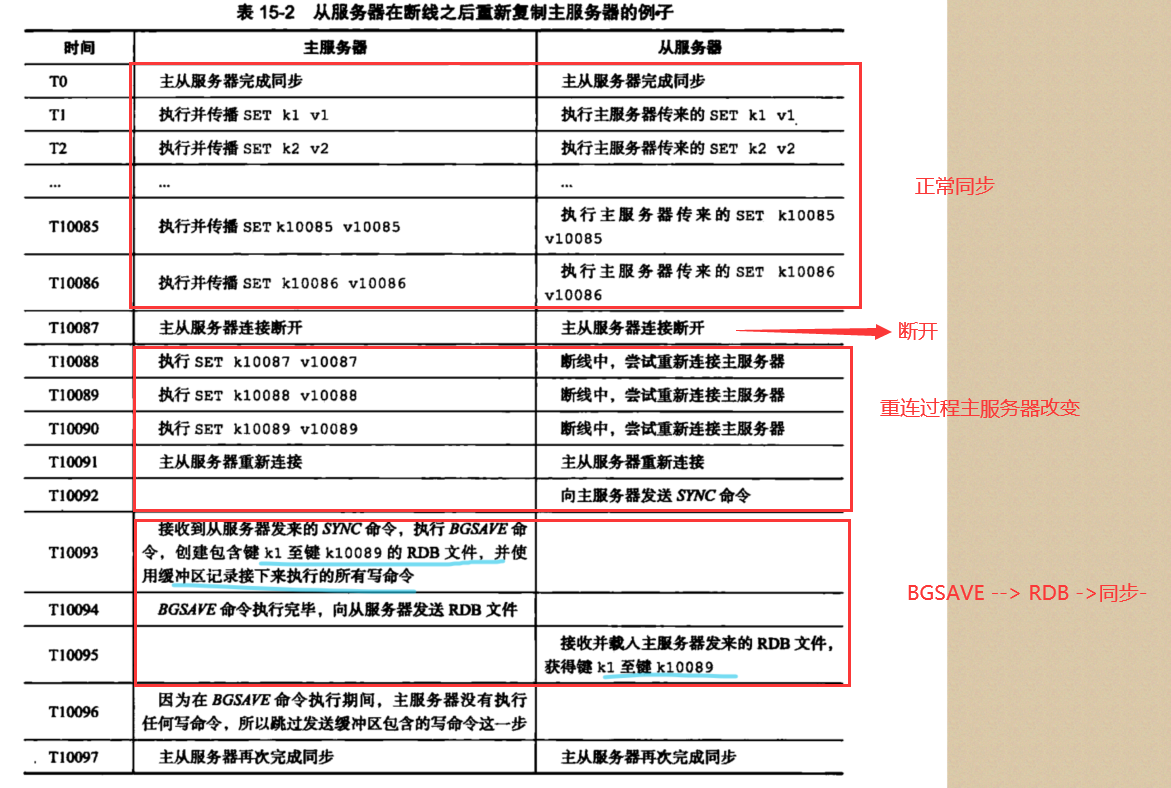 表 15-2 从服务器在断线之后重新复制主服务器的例子
时间 主服务器 从服务器
T0 主从服务器完成同步 主从服务器完成同步
T1 执行并传播 SET k1 v1 执行主服务器传来的 SET k1 v1
T2 执行并传播 SET k2 v2 执行主服务器传来的 SET k2 v2
... ... ...
正常同步
T10085 执行并传播 SET k10085 v10085 执行主服务器传来的 SET k10085
v10085
T10086 执行并传播 SET k10086 v10086 执行主服务器传来的 SET k10086
v10086
T10087 主从服务器连接断开 主从服务器连接断开 断开
T10088 执行 SET k10087 v10087 断线中，尝试重新连接主服务器
T10089 执行 SET k10088 v10088 断线中，尝试重新连接主服务器
重连过程主服务器改变
T10090 执行 SET k10089 v10089 断线中，尝试重新连接主服务器
T10091 主从服务器重新连接 主从服务器重新连接
T10092 向主服务器发送 SYNC 命令
T10093 接收到从服务器发来的 SYNC 命令，执行 BGSAVE 命
令，创建包含键 k1 至键 k10089 的 RDB 文件，并使
用缓冲区记录接下来执行的所有写命令
BGSAVE --> RDB ->同步-
T10094 BGSAVE 命令执行完毕，向从服务器发送 RDB 文件
T10095 接收并载入主服务器发来的 RDB 文件，
获得键 k1 至键 k10089
T10096 因为在 BGSAVE 命令执行期间，主服务器没有执行
任何写命令，所以跳过发送缓冲区包含的写命令这一步
T10097 主从服务器再次完成同步 主从服务器再次完成同步